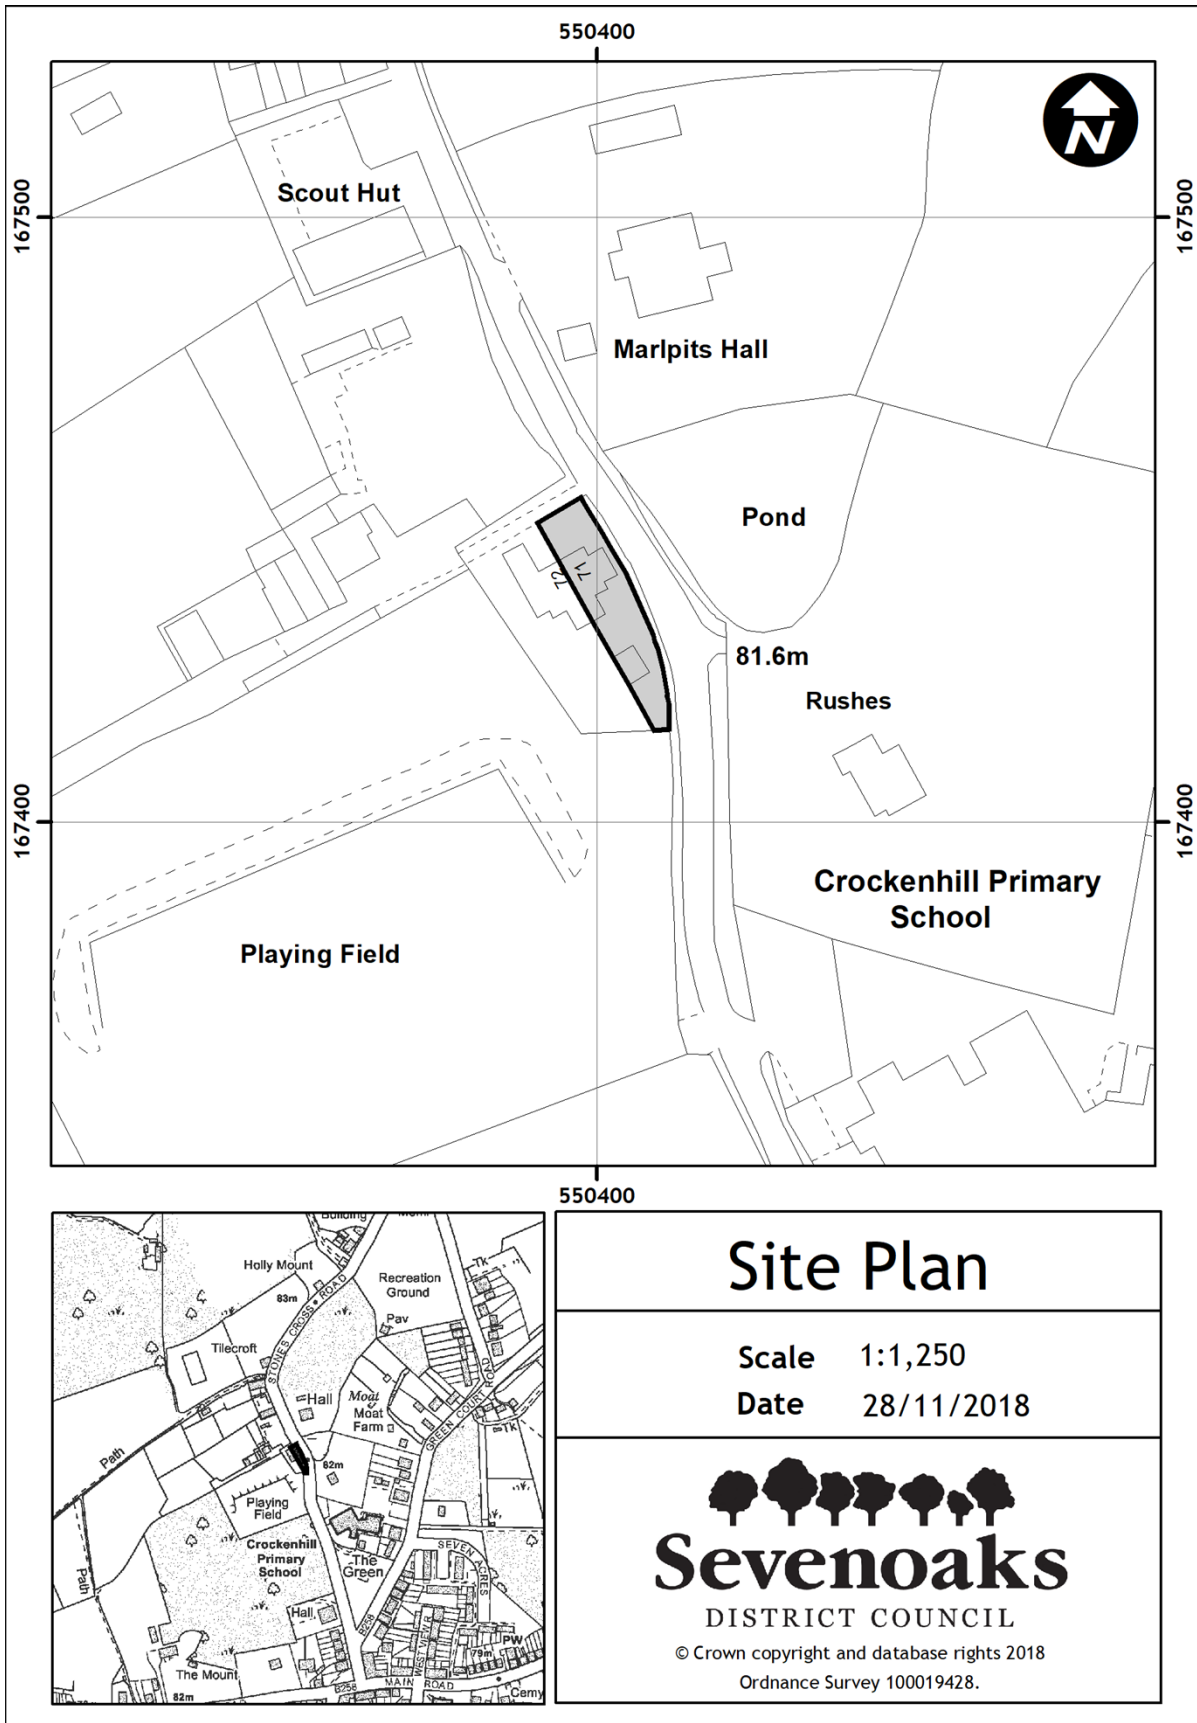 550400
167500
167500
N
Scout Hut
Marlpits Hall
Pond
71
72
81.6m
Rushes
167400
167400
Crockenhill Primary
School
Playing Field
550400
Building
Holly Mount
Tk
83m
STONES CROSS ROAD
Recreation
Ground
Pav
Tilecroft
Hall
Moat
Moat
Farm
GREEN COURT ROAD
Tk
Path
82m
Playing
Field
Crockenhill
Primary
School
The
Green
SEVEN ACRES
Path
Hall
B258
WEST VIEW
PW
79m
The Mount
82m
B258
MAIN ROAD
Cemy
Site Plan
Scale 1:1,250
Date 28/11/2018
Sevenoaks
DISTRICT COUNCIL
© Crown copyright and database rights 2018
Ordnance Survey 100019428.